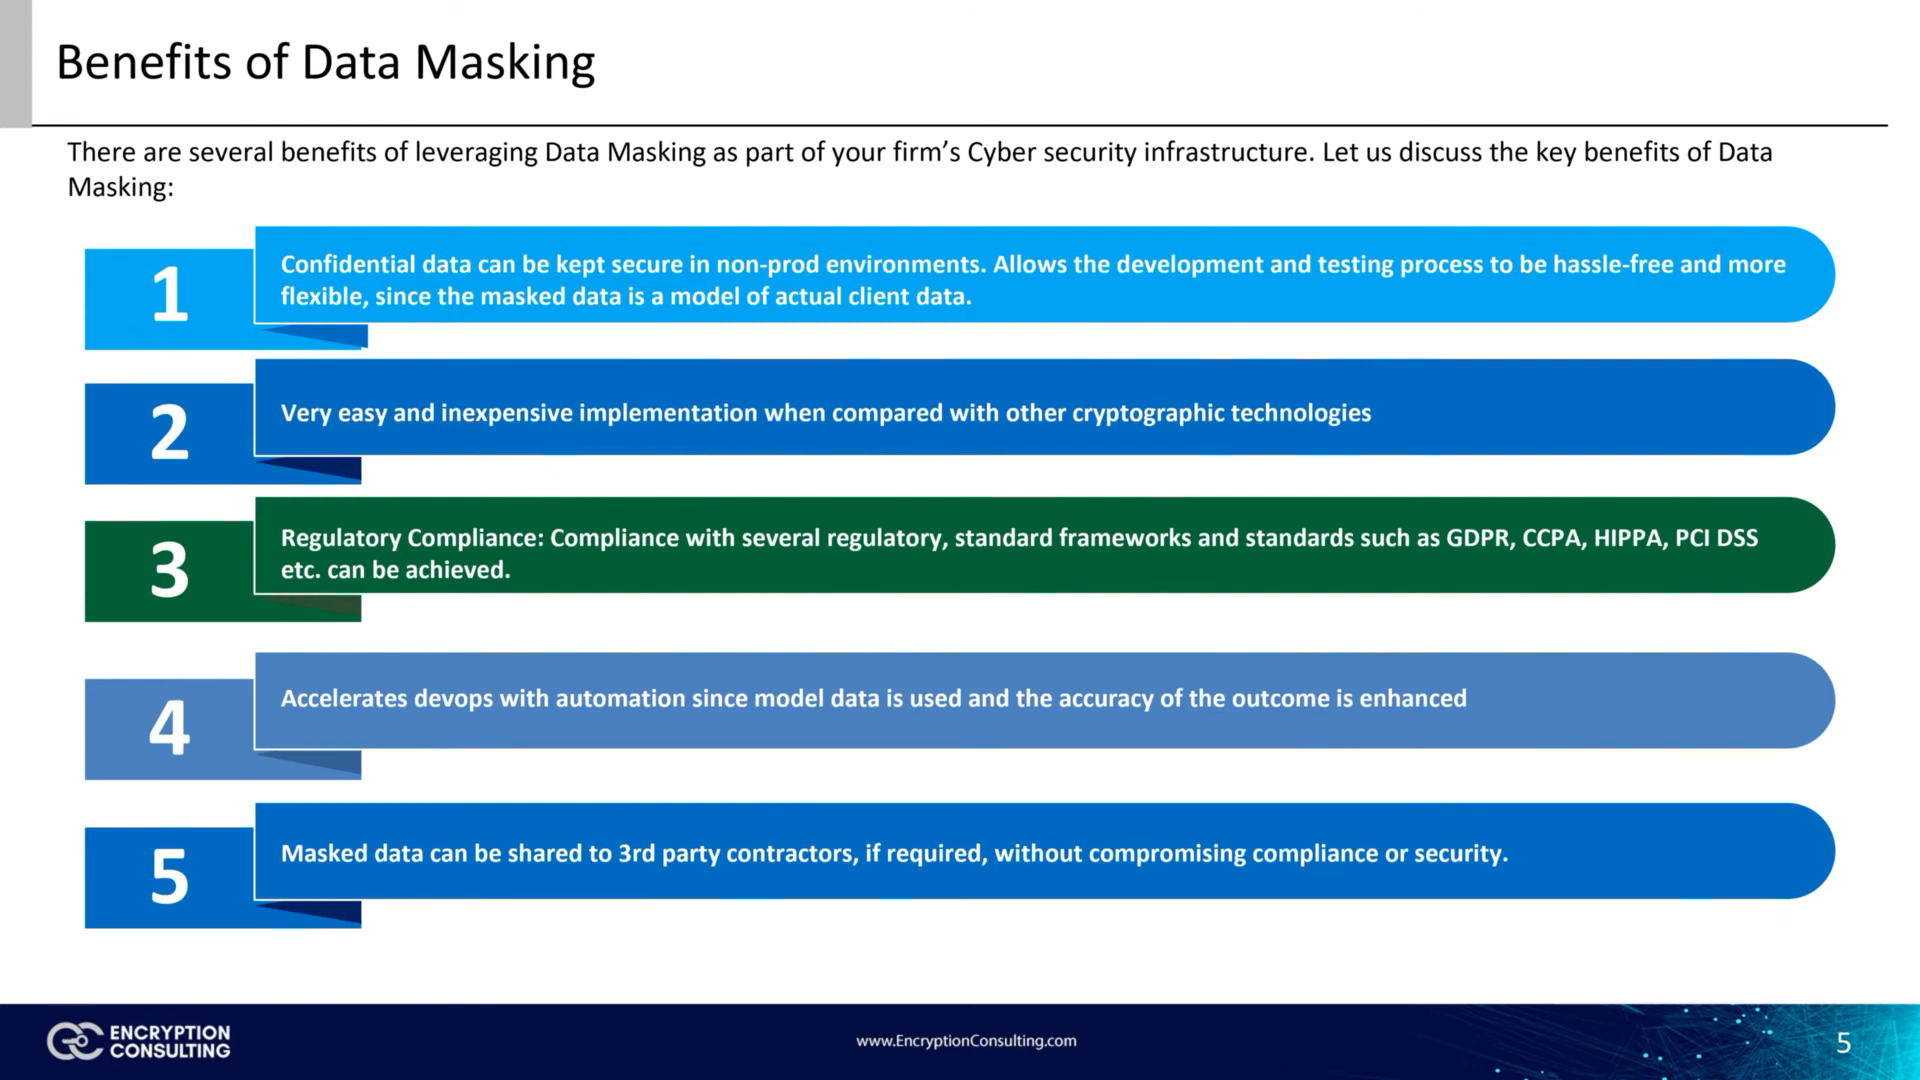 Benefits of Data Masking
There are several benefits of leveraging Data Masking as part of your firm’s Cyber security infrastructure. Let us discuss the key benefits of Data
Masking:
1
Confidential data can be kept secure in non-prod environments. Allows the development and testing process to be hassle-free and more
flexible, since the masked data is a model of actual client data.
2
Very easy and inexpensive implementation when compared with other cryptographic technologies
3
Regulatory Compliance: Compliance with several regulatory, standard frameworks and standards such as GDPR, CCPA, HIPPA, PCI DSS
etc. can be achieved.
4
Accelerates devops with automation since model data is used and the accuracy of the outcome is enhanced
5
Masked data can be shared to 3rd party contractors, if required, without compromising compliance or security.
ENCRYPTION
CONSULTING
www.EncryptionConsulting.com
5